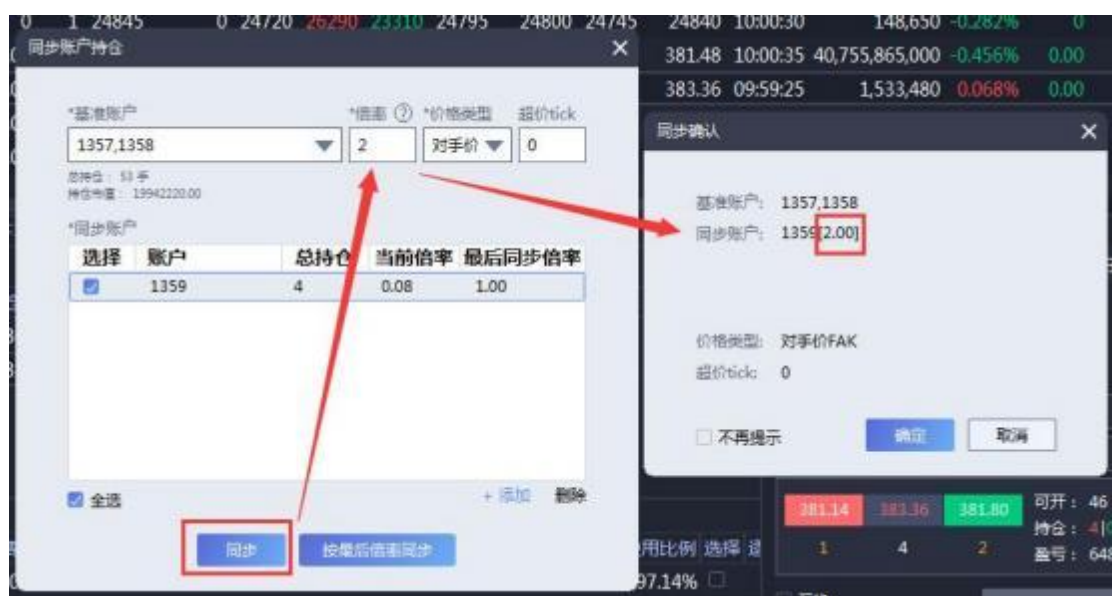 0 1 24845 0 24720 26290 23310 24795 24800 24745 24840 10:00:30 148,650 -0.282% 0
381.48 10:00:35 40,755,865,000 -0.456% 0.00
383.36 09:59:25 1,533,480 0.068% 0.00
同步账户持仓
*基准账户 *倍率 *价格类型 超价tick
1357,1358 2 对手价 0
总持仓： 53 手
持仓市值： 19942220.00
*同步账户
选择 账户 总持仓 当前倍率 最后同步倍率
1359 4 0.08 1.00
全选 + 添加 删除
同步 按最后倍率同步
同步确认
基准账户: 1357,1358
同步账户: 1359[2.00]
价格类型: 对手价FAK
超价tick: 0
不再提示 确定 取消
381.14 383.36 381.80 可开： 46
1 4 2 持仓： 4|
盈亏： 648
用比例 选择
97.14%